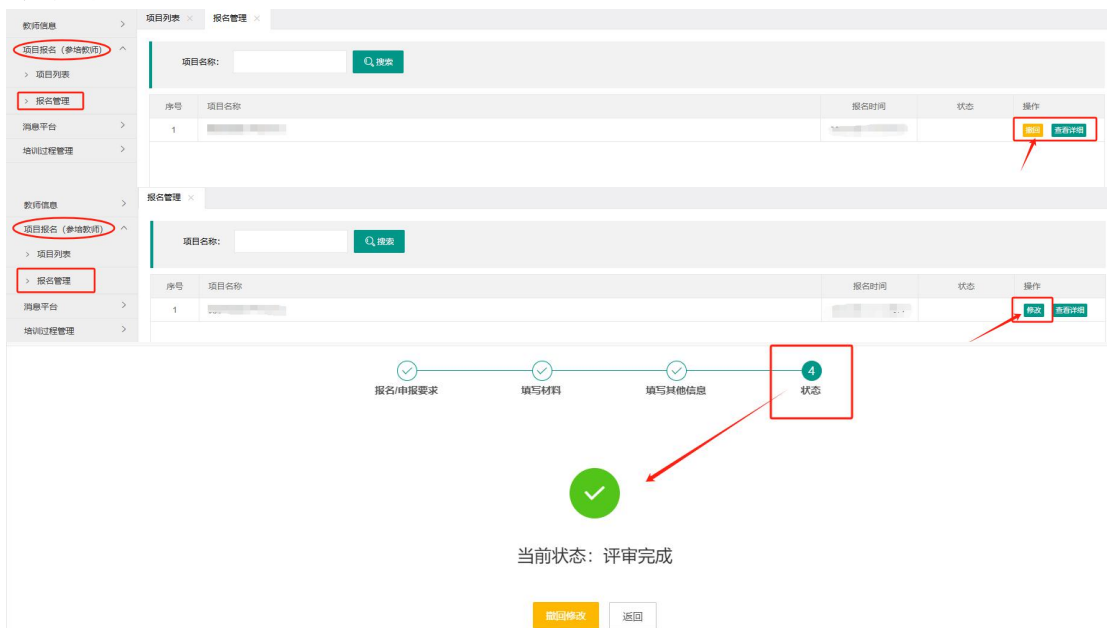 教师信息
项目列表 ×
报名管理 ×
项目报名（参培教师）
项目名称:
搜索
> 项目列表
> 报名管理
序号
项目名称
报名时间
状态
操作
消息平台
1
撤回
查看详细
培训过程管理
教师信息
报名管理 ×
项目报名（参培教师）
项目名称:
搜索
> 项目列表
> 报名管理
序号
项目名称
报名时间
状态
操作
消息平台
1
修改
查看详细
培训过程管理
4
报名/申报要求
填写材料
填写其他信息
状态
当前状态：评审完成
撤回修改
返回